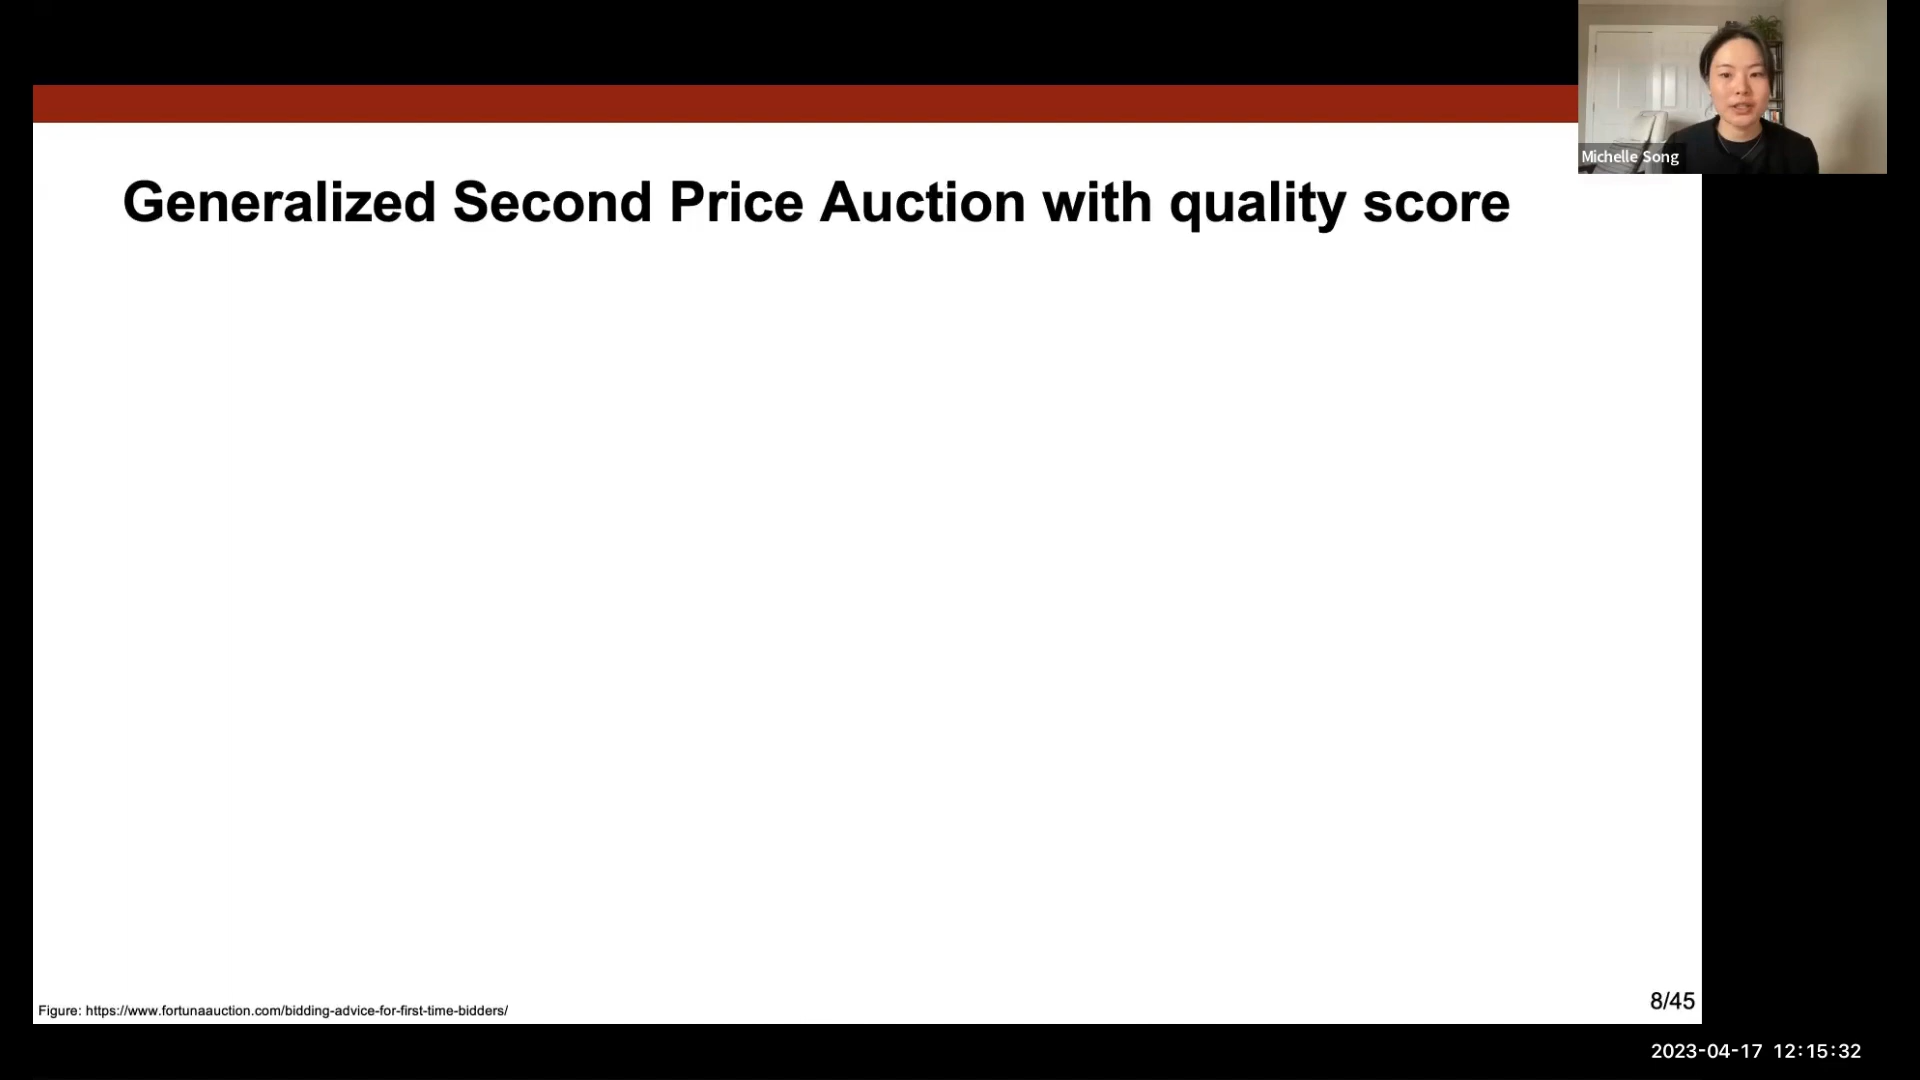 Michelle Song
Generalized Second Price Auction with quality score
Figure: https://www.fortunaauction.com/bidding-advice-for-first-time-bidders/
8/45
2023-04-17 12:15:32